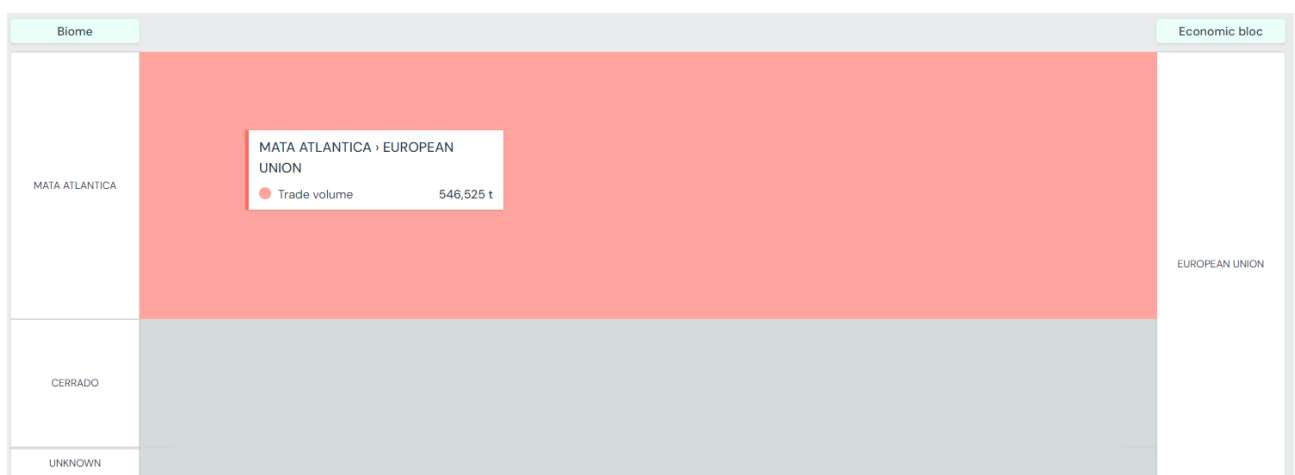 Biome
Economic bloc
MATA ATLANTICA › EUROPEAN
UNION
Trade volume 546,525 t
MATA ATLANTICA
EUROPEAN UNION
CERRADO
UNKNOWN